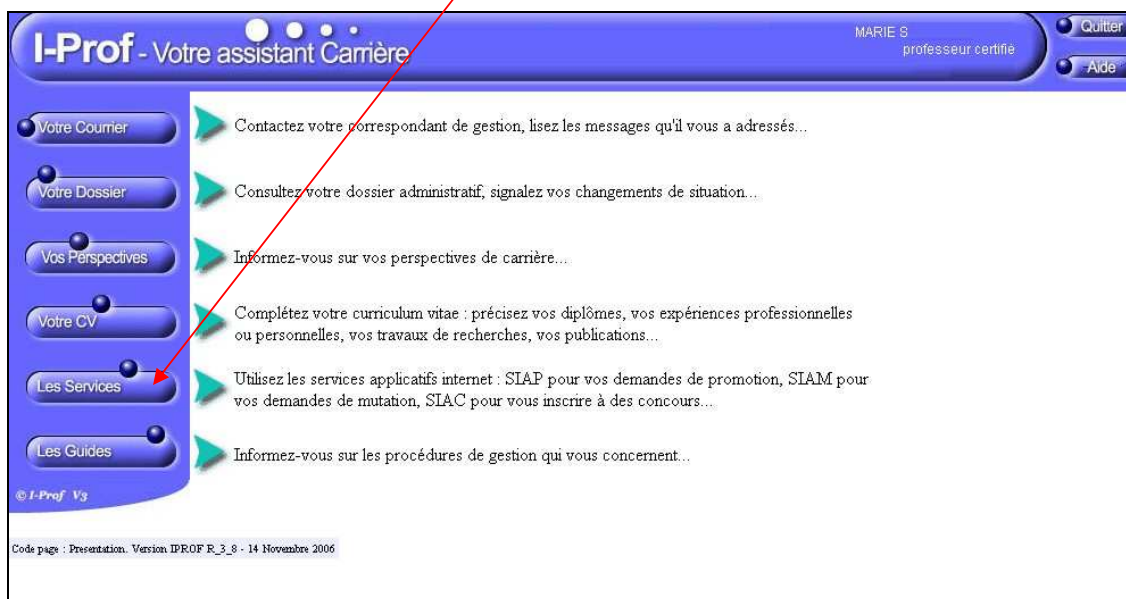 I-Prof - Votre assistant Carrière
MARIE S
professeur certifié
Quitter
Aide
Votre Courrier
Contactez votre correspondant de gestion, lisez les messages qu'il vous a adressés...
Votre Dossier
Consultez votre dossier administratif, signalez vos changements de situation...
Vos Perspectives
Informez-vous sur vos perspectives de carrière...
Votre CV
Complétez votre curriculum vitae : précisez vos diplômes, vos expériences professionnelles
ou personnelles, vos travaux de recherches, vos publications...
Les Services
Utilisez les services applicatifs internet : SIAP pour vos demandes de promotion, SIAM pour
vos demandes de mutation, SIAC pour vous inscrire à des concours...
Les Guides
Informez-vous sur les procédures de gestion qui vous concernent...
© I-Prof V3
Code page : Presentation. Version IPROF R_3_8 - 14 Novembre 2006